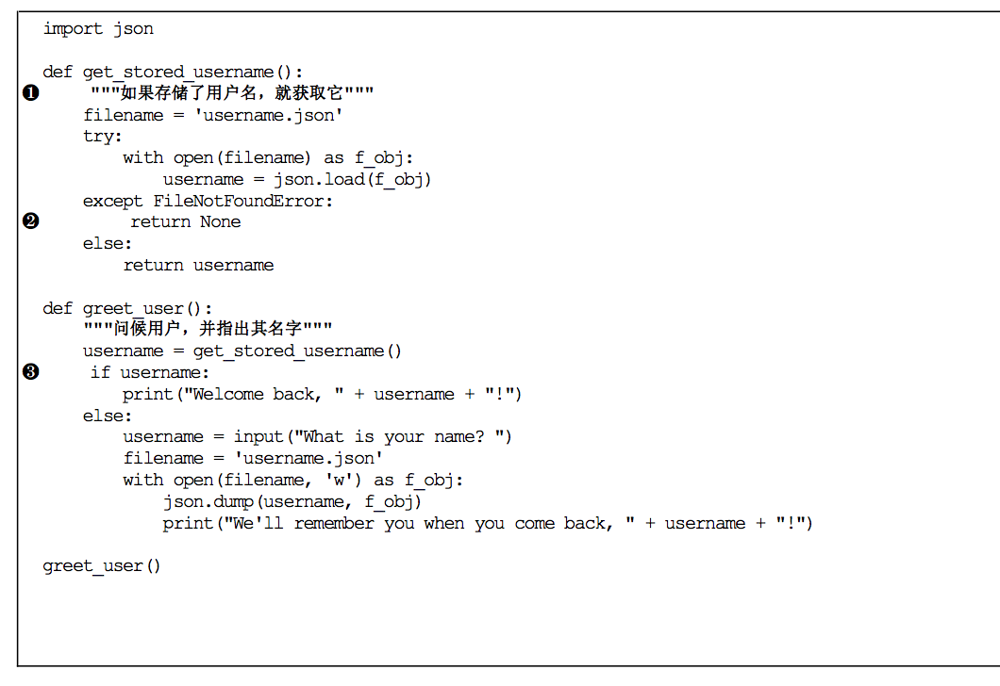 import json

def get_stored_username():
❶     """如果存储了用户名，就获取它"""
    filename = 'username.json'
    try:
        with open(filename) as f_obj:
            username = json.load(f_obj)
    except FileNotFoundError:
❷         return None
    else:
        return username

def greet_user():
    """问候用户，并指出其名字"""
    username = get_stored_username()
❸     if username:
        print("Welcome back, " + username + "!")
    else:
        username = input("What is your name? ")
        filename = 'username.json'
        with open(filename, 'w') as f_obj:
            json.dump(username, f_obj)
            print("We'll remember you when you come back, " + username + "!")

greet_user()